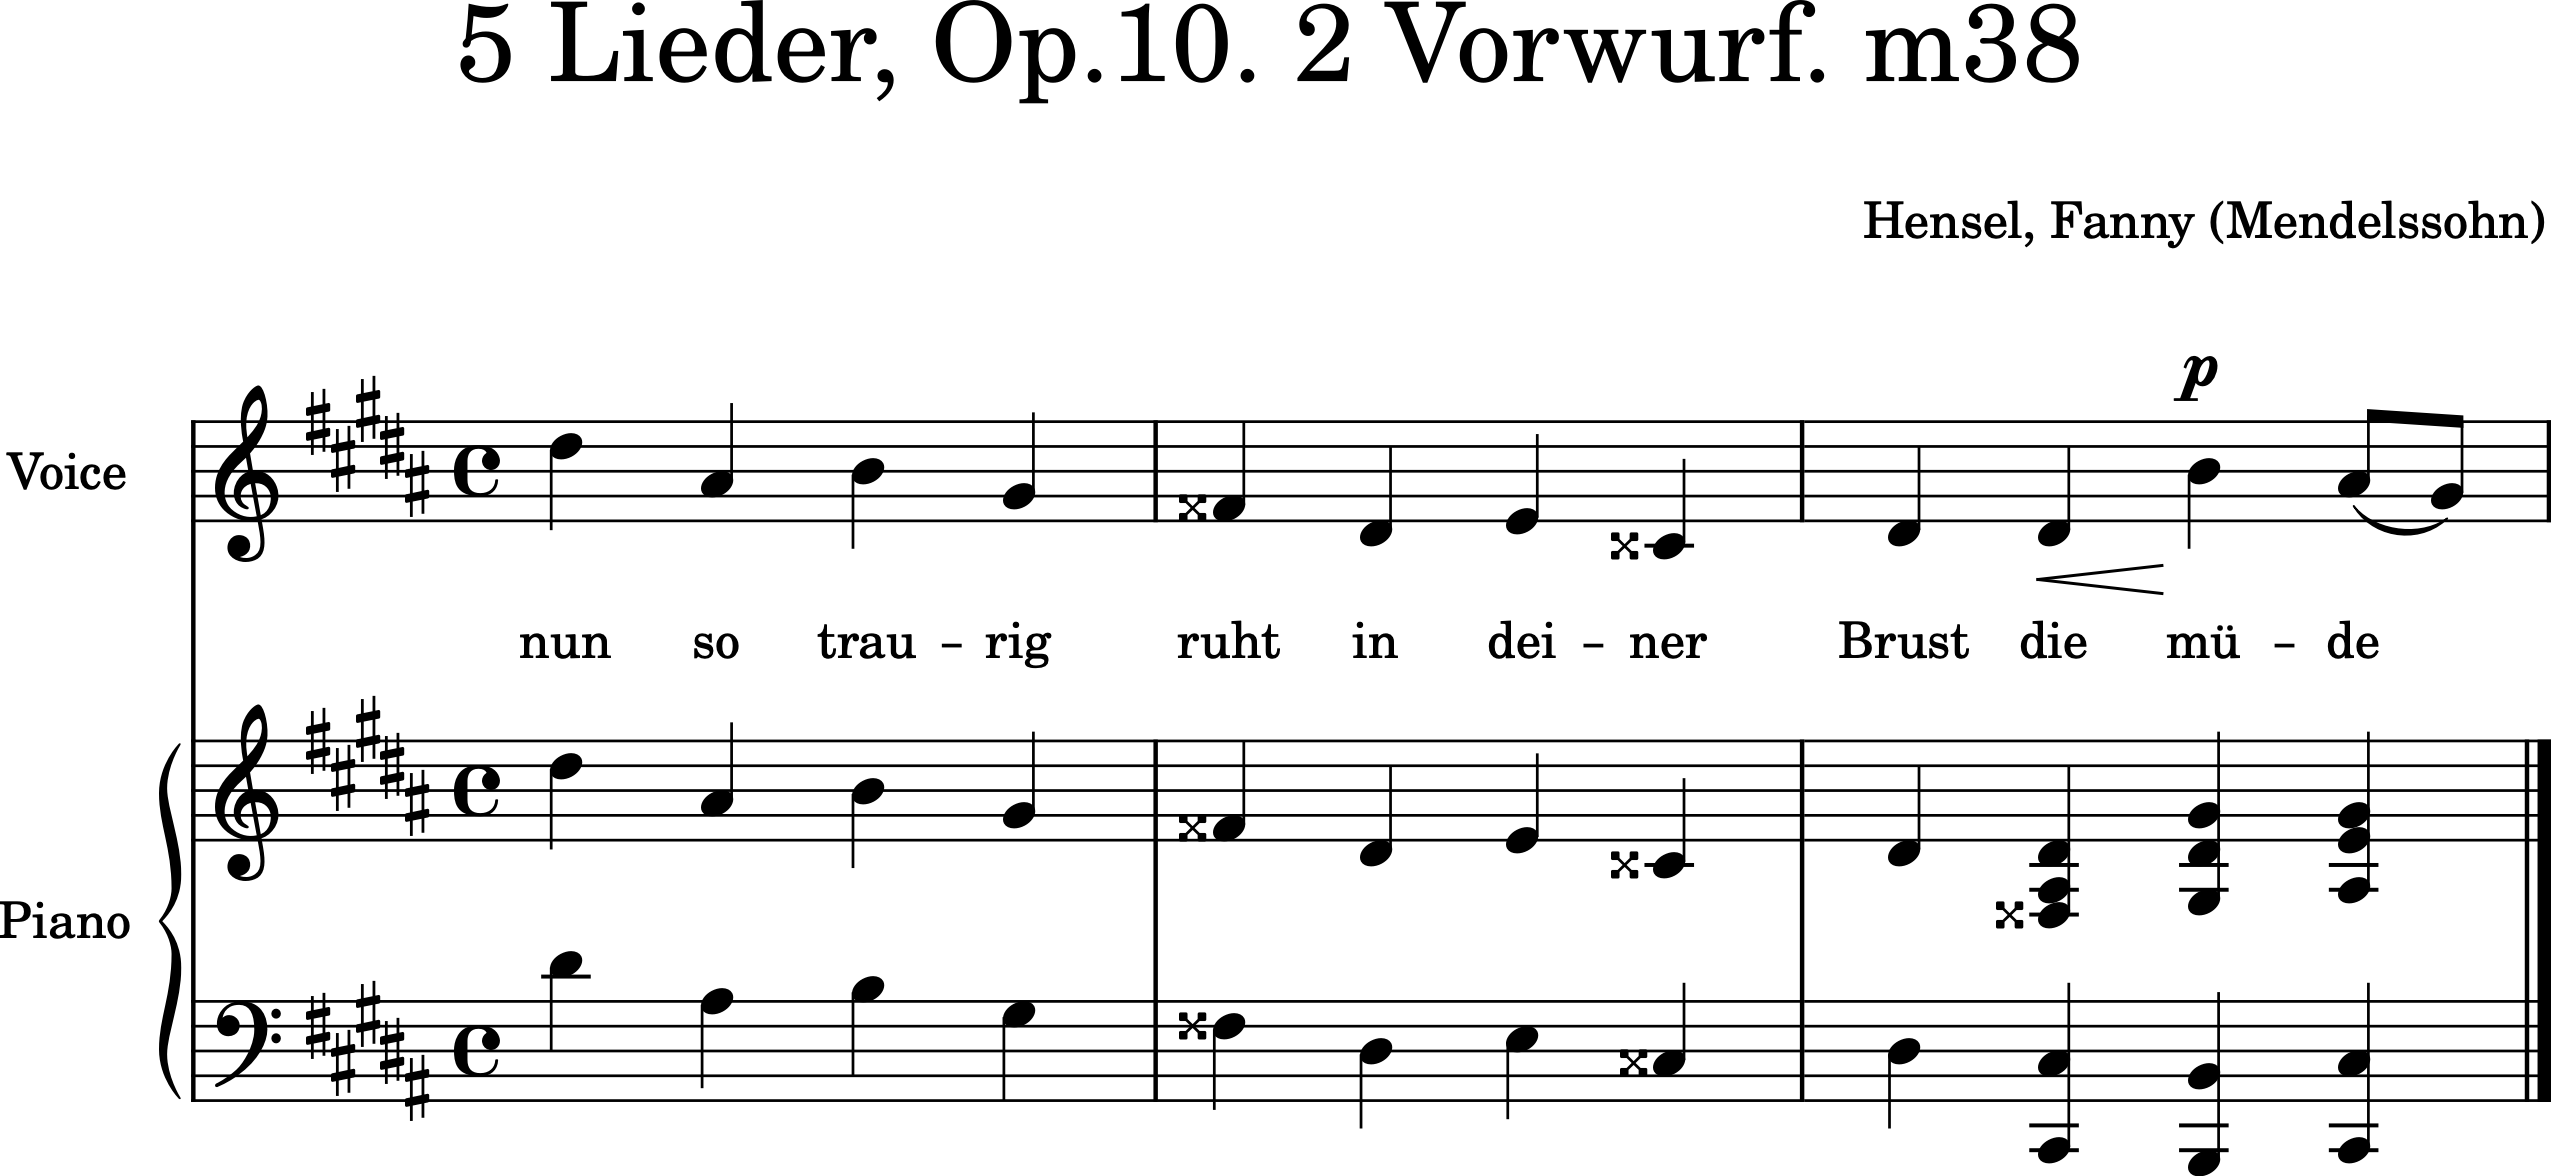 5 Lieder, Op.10. 2 Vorwurf. m38
Hensel, Fanny (Mendelssohn)
p
Voice
nun so trau – rig ruht in dei – ner Brust die mü – de
Piano